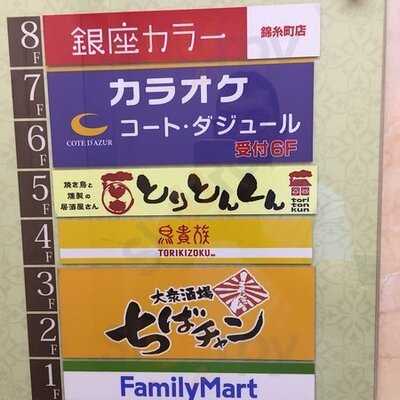 8F 銀座カラー 錦糸町店
7F カラオケ
6F COTE D'AZUR コート・ダジュール
受付6F
5F 焼き鳥と
燻製の
居酒屋さん
とりとんくん
tori
ton
kun
4F 鳥貴族
TORIKIZOKU
3F 大衆酒場
2F ちばチャン
1F FamilyMart